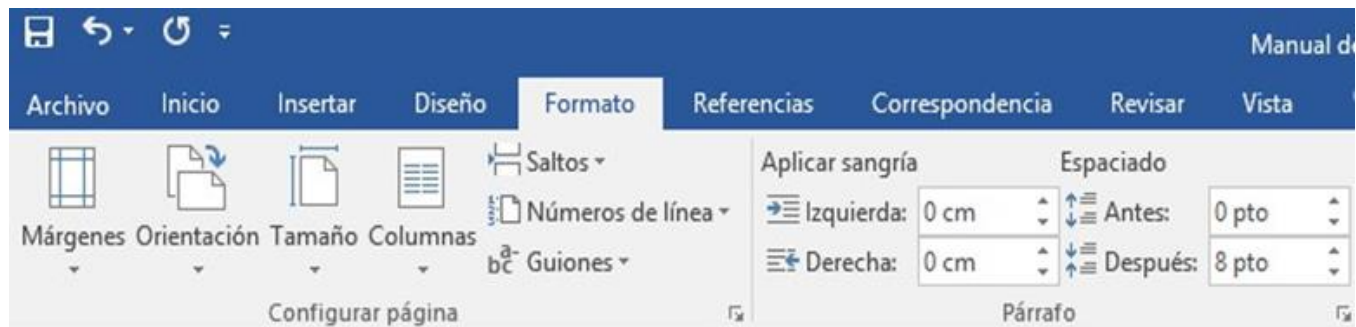 Manual de
Archivo Inicio Insertar Diseño Formato Referencias Correspondencia Revisar Vista
Saltos Aplicar sangría Espaciado
Números de línea Izquierda: 0 cm Antes: 0 pto
Márgenes Orientación Tamaño Columnas
a-
bc Guiones Derecha: 0 cm Después: 8 pto
Configurar página Párrafo